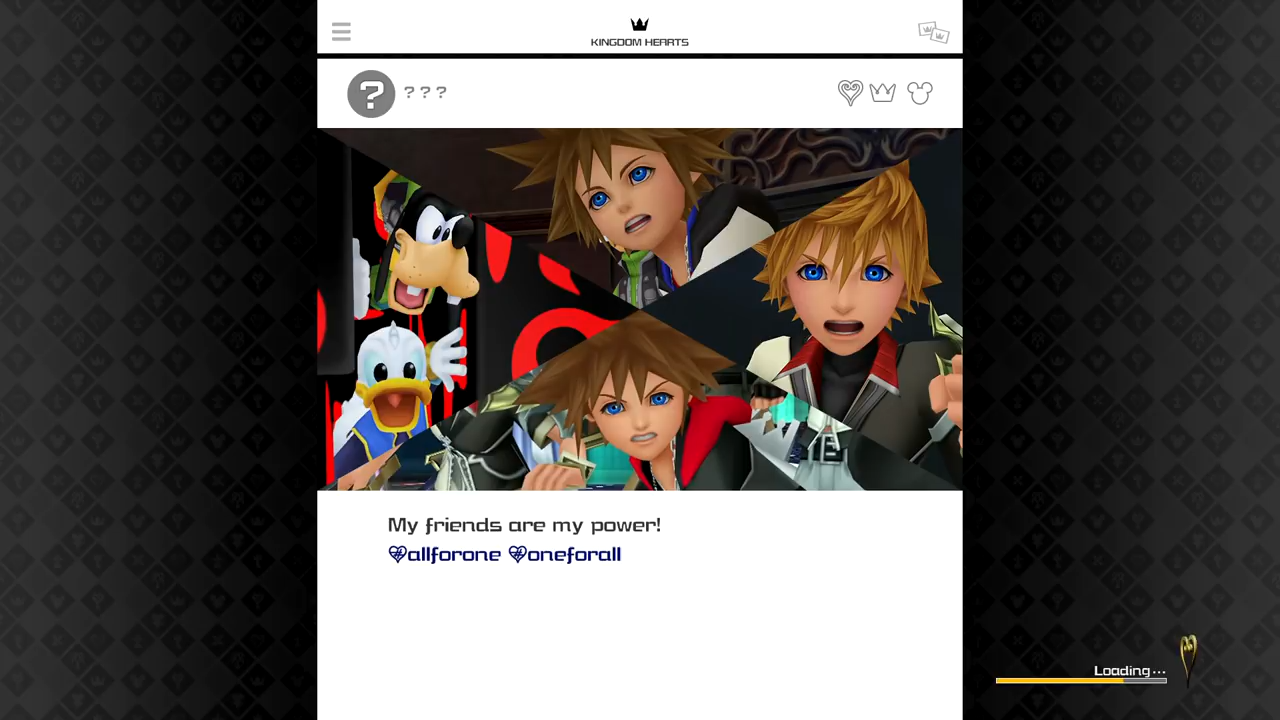 KINGDOM HEARTS
? ? ? ?
My friends are my power!
#allforone #oneforall
Loading...